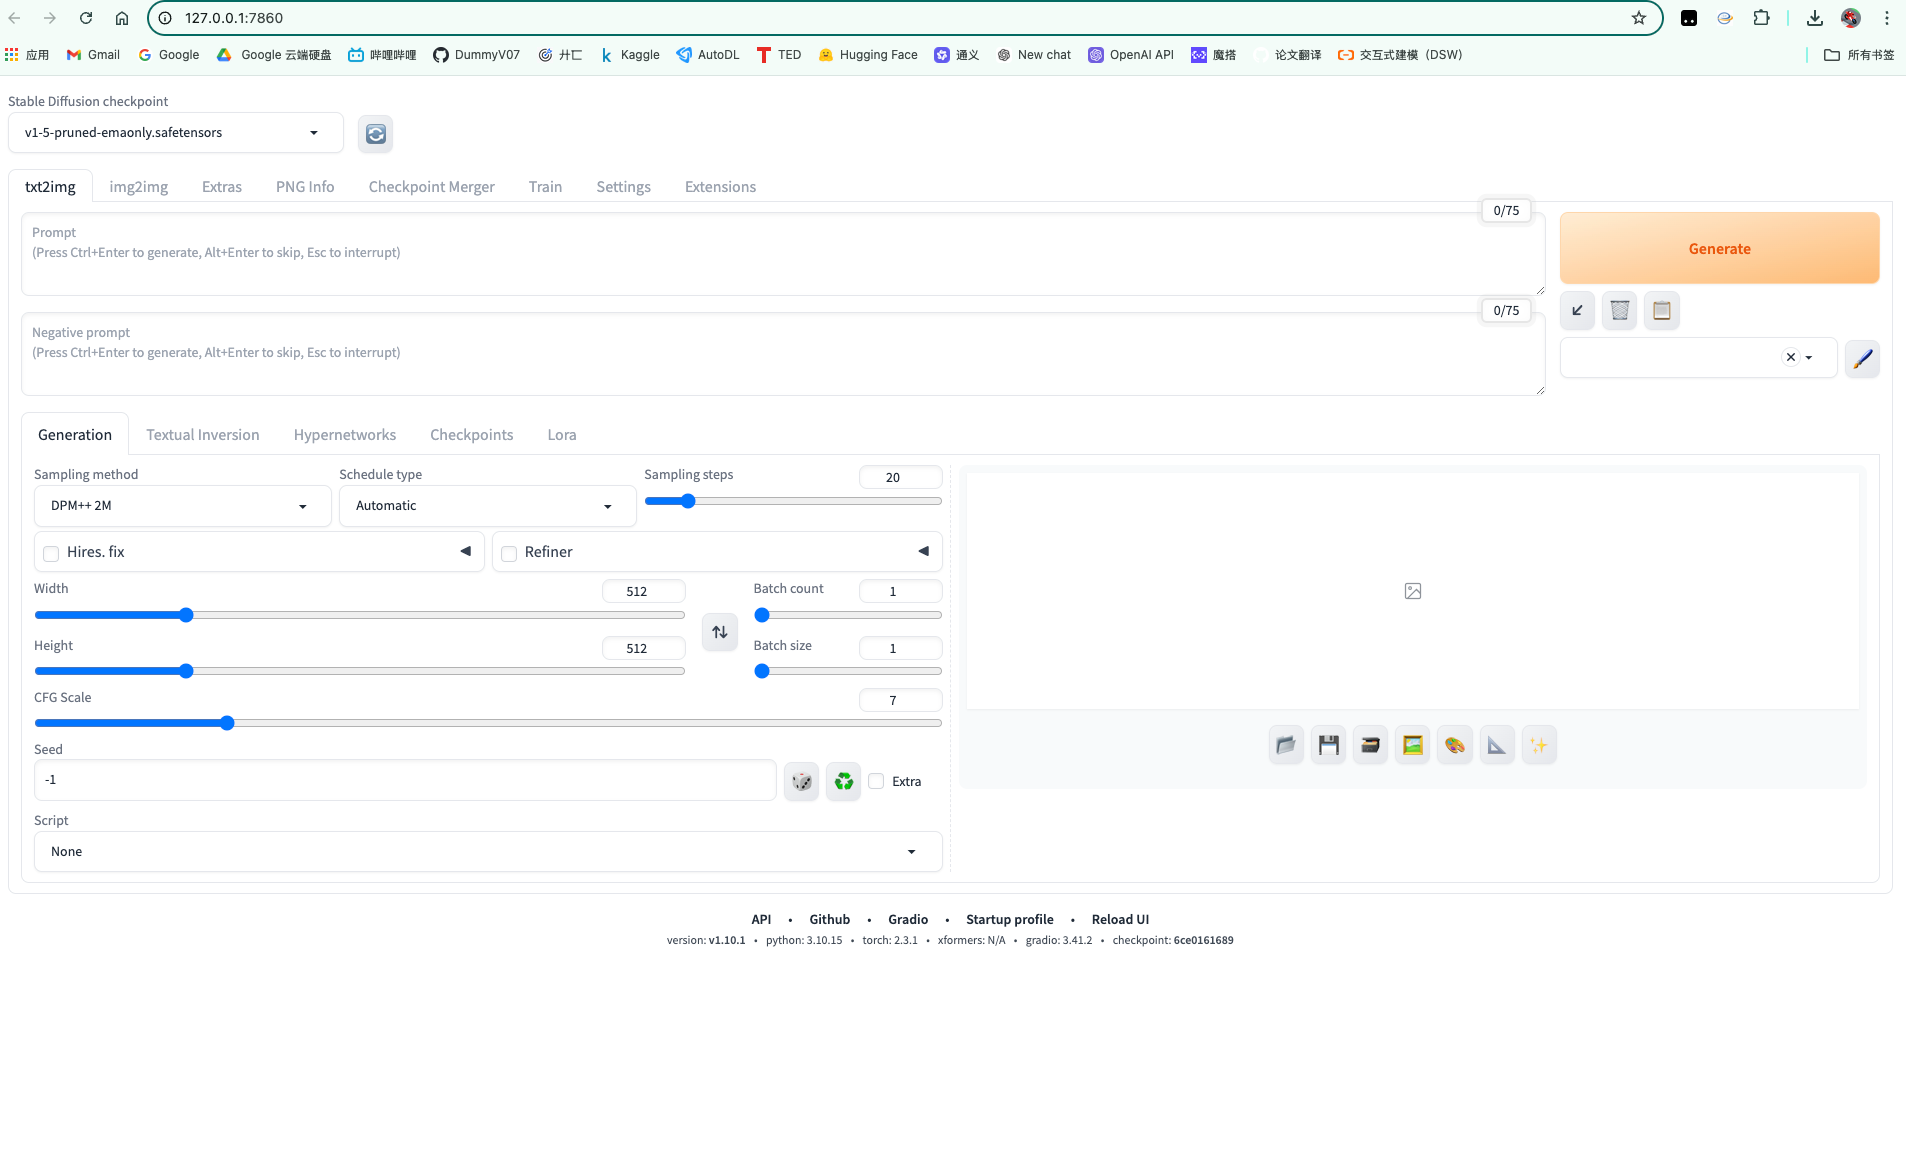 127.0.0.1:7860
应用 Gmail Google Google 云端硬盘 哔哩哔哩 DummyV07 廾匸 Kaggle AutoDL TED Hugging Face 通义 New chat OpenAI API 魔搭 论文翻译 交互式建模（DSW） 所有书签
Stable Diffusion checkpoint
v1-5-pruned-emaonly.safetensors
txt2img img2img Extras PNG Info Checkpoint Merger Train Settings Extensions
0/75
Prompt
(Press Ctrl+Enter to generate, Alt+Enter to skip, Esc to interrupt)
Generate
0/75
Negative prompt
(Press Ctrl+Enter to generate, Alt+Enter to skip, Esc to interrupt)
Generation Textual Inversion Hypernetworks Checkpoints Lora
Sampling method Schedule type Sampling steps 20
DPM++ 2M Automatic
Hires. fix Refiner
Width 512 Batch count 1
Height 512 Batch size 1
CFG Scale 7
Seed
-1 Extra
Script
None
API • Github • Gradio • Startup profile • Reload UI
version: v1.10.1 • python: 3.10.15 • torch: 2.3.1 • xformers: N/A • gradio: 3.41.2 • checkpoint: 6ce0161689